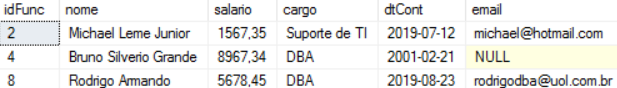 idFunc nome salario cargo dtCont email
2 Michael Leme Junior 1567,35 Suporte de TI 2019-07-12 michael@hotmail.com
4 Bruno Silverio Grande 8967,34 DBA 2001-02-21 NULL
8 Rodrigo Armando 5678,45 DBA 2019-08-23 rodrigodba@uol.com.br